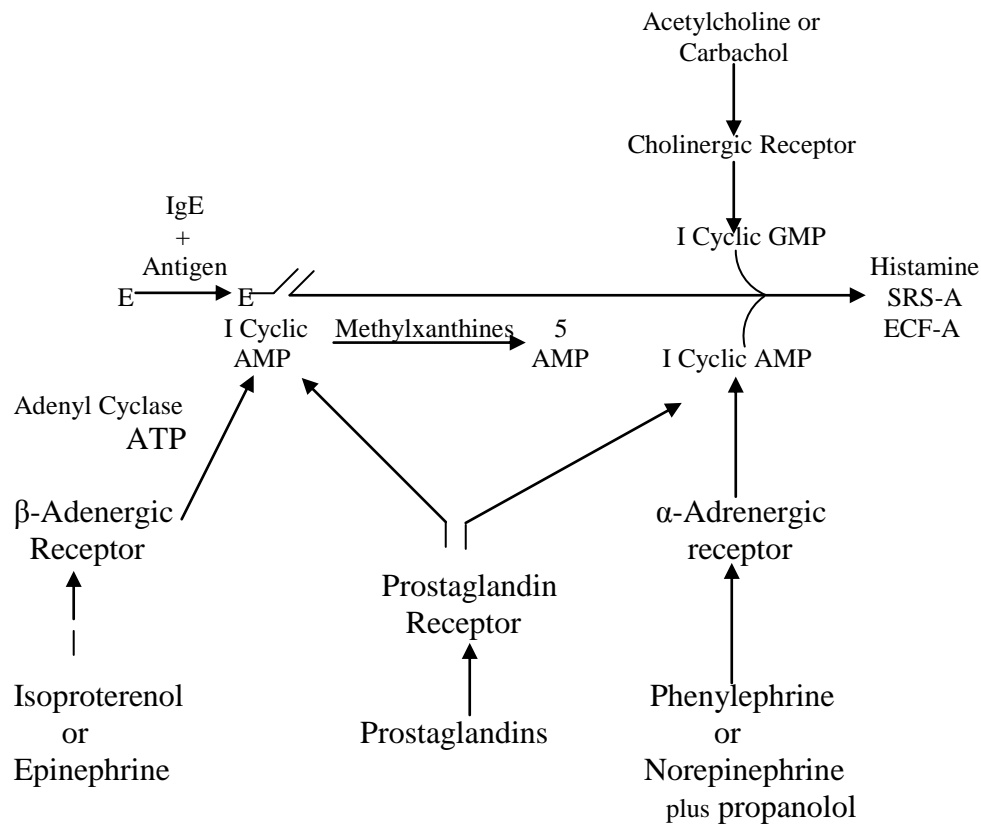 Acetylcholine or
Carbachol
Cholinergic Receptor
IgE
+
Antigen
I Cyclic GMP
E
E
Histamine
SRS-A
ECF-A
I Cyclic
AMP
Methylxanthines
5
AMP
I Cyclic AMP
Adenyl Cyclase
ATP
β-Adenergic
Receptor
α-Adrenergic
receptor
Prostaglandin
Receptor
Isoproterenol
or
Epinephrine
Prostaglandins
Phenylephrine
or
Norepinephrine
plus propanolol